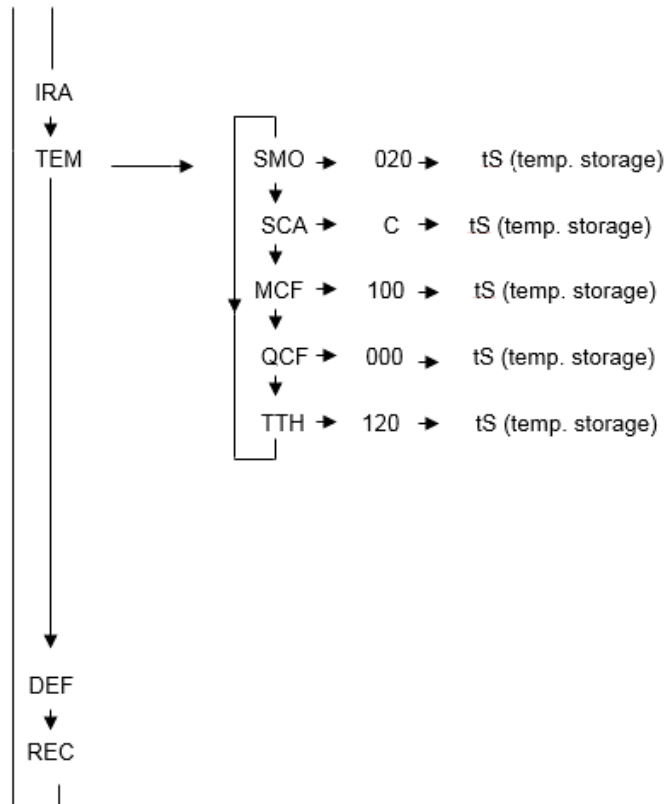 IRA
TEM SMO 020 tS (temp. storage)
SCA C tS (temp. storage)
MCF 100 tS (temp. storage)
QCF 000 tS (temp. storage)
TTH 120 tS (temp. storage)
DEF
REC